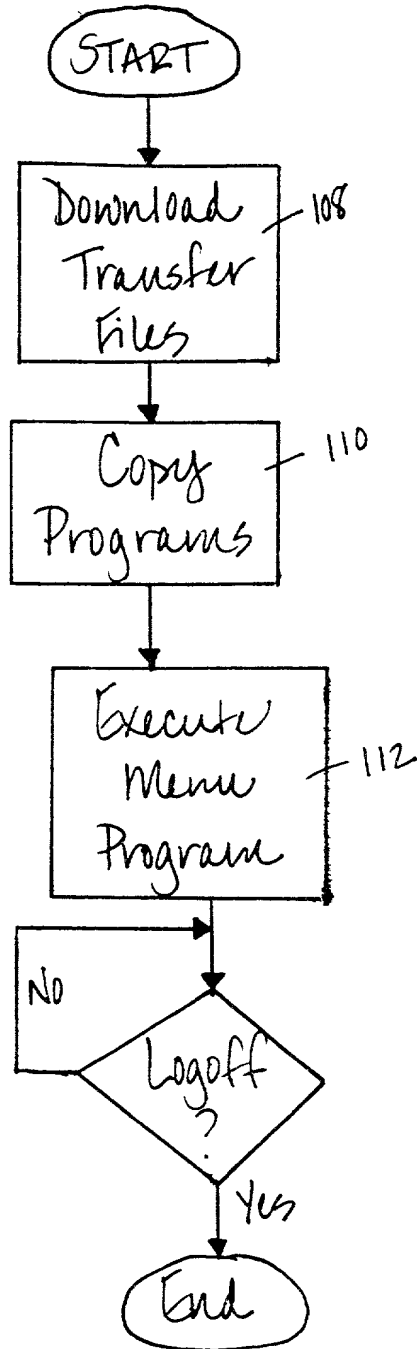 START
Download
Transfer
Files
108
Copy
Programs
110
Execute
Menu
Program
112
No
Logoff
?
Yes
End